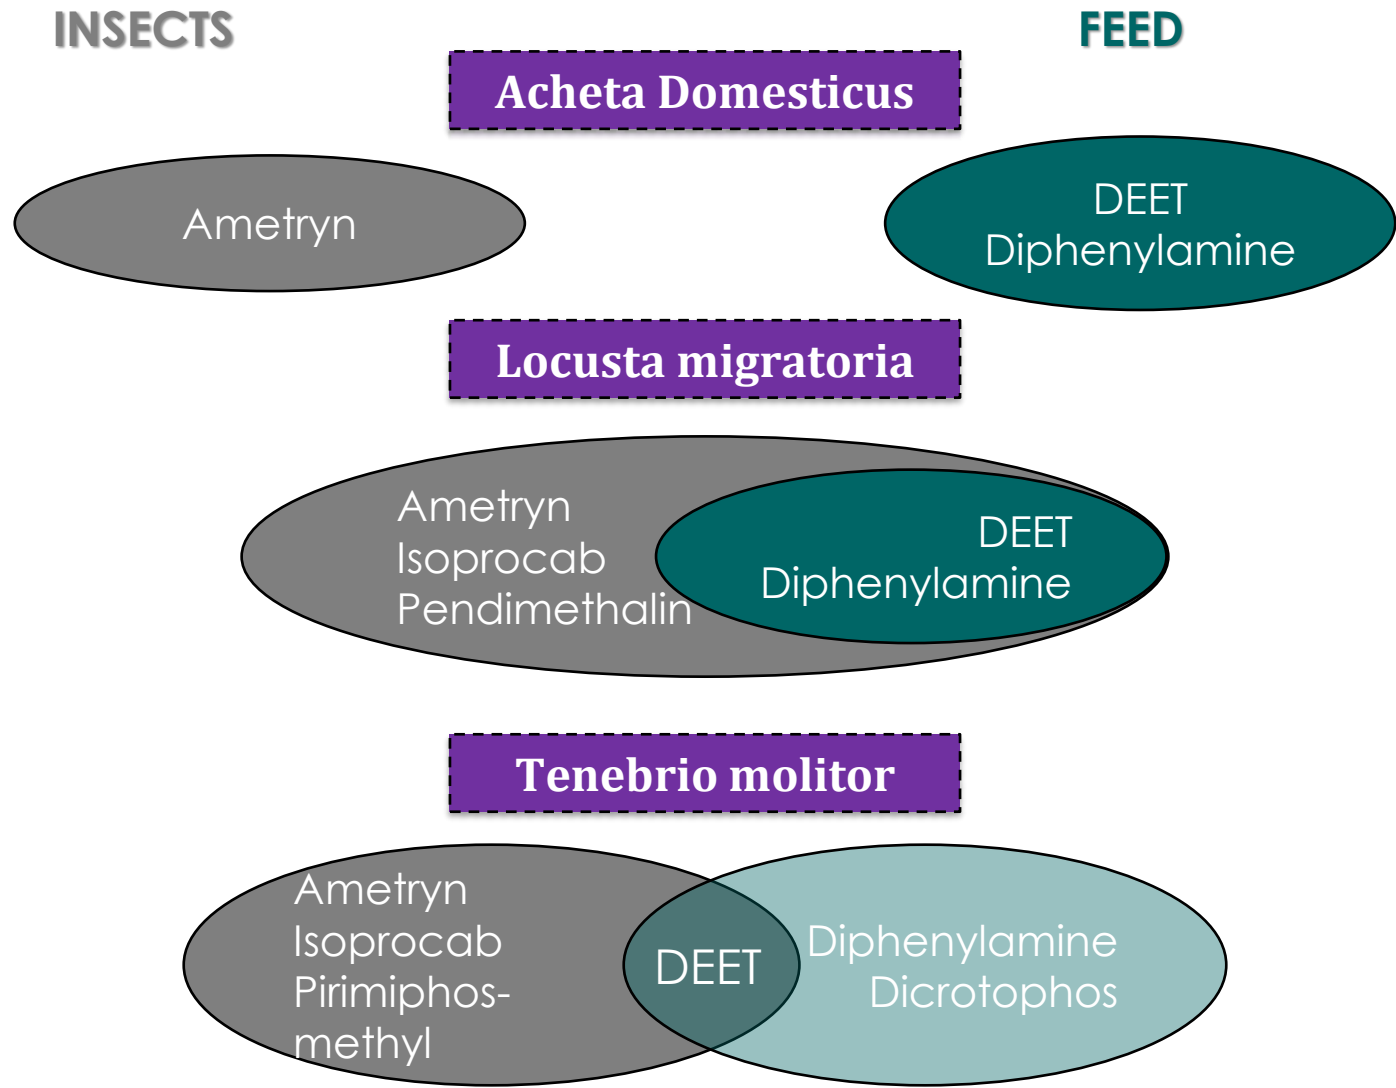 INSECTS
FEED
Acheta Domesticus
Ametryn
DEET
Diphenylamine
Locusta migratoria
Ametryn
Isoprocab
Pendimethalin
DEET
Diphenylamine
Tenebrio molitor
Ametryn
Isoprocab
Pirimiphos-
methyl
DEET
Diphenylamine
Dicrotophos